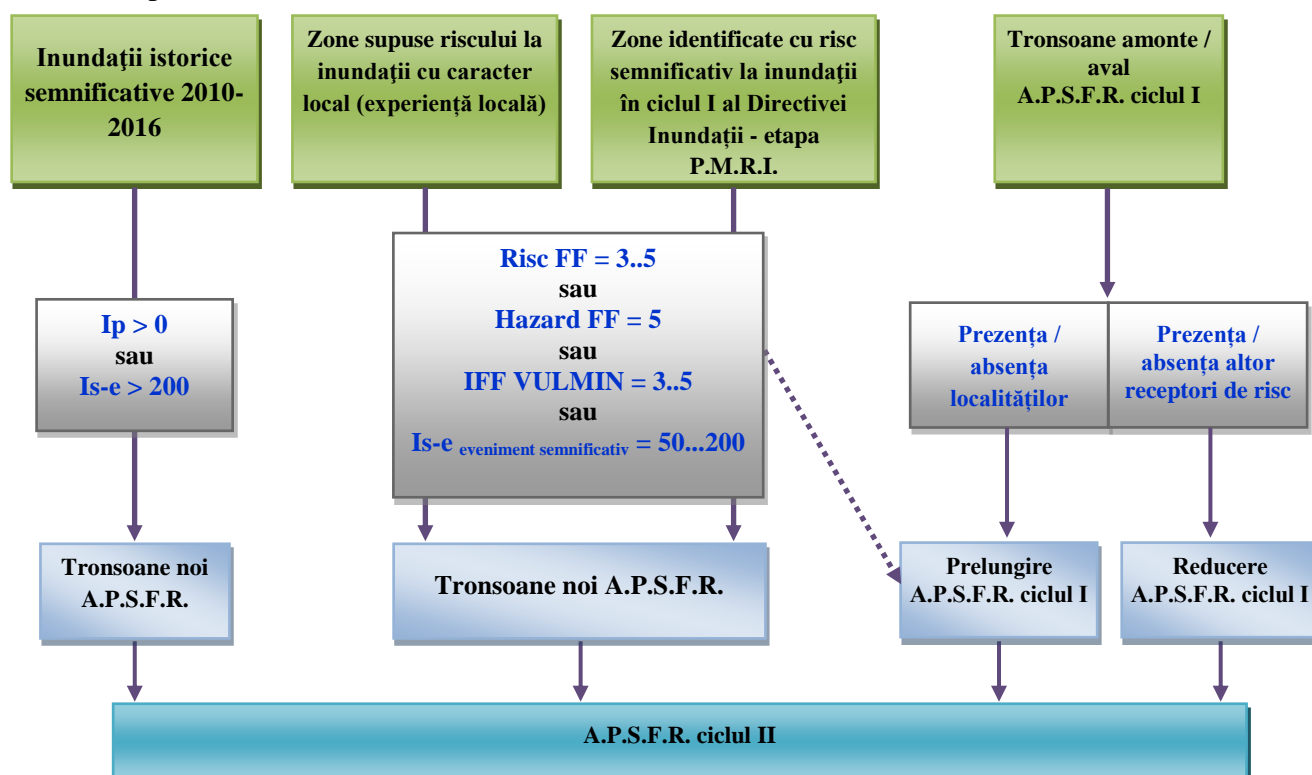 Inundaţii istorice
semnificative 2010-
2016
Zone supuse riscului la
inundații cu caracter
local (experiență locală)
Zone identificate cu risc
semnificativ la inundații
în ciclul I al Directivei
Inundații - etapa
P.M.R.I.
Tronsoane amonte /
aval
A.P.S.F.R. ciclul I
Ip > 0
sau
Is-e > 200
Risc FF = 3..5
sau
Hazard FF = 5
sau
IFF VULMIN = 3..5
sau
Is-e eveniment semnificativ = 50...200
Prezența /
absența
localităților
Prezența /
absența altor
receptori de risc
Tronsoane noi
A.P.S.F.R.
Tronsoane noi A.P.S.F.R.
Prelungire
A.P.S.F.R. ciclul I
Reducere
A.P.S.F.R. ciclul I
A.P.S.F.R. ciclul II